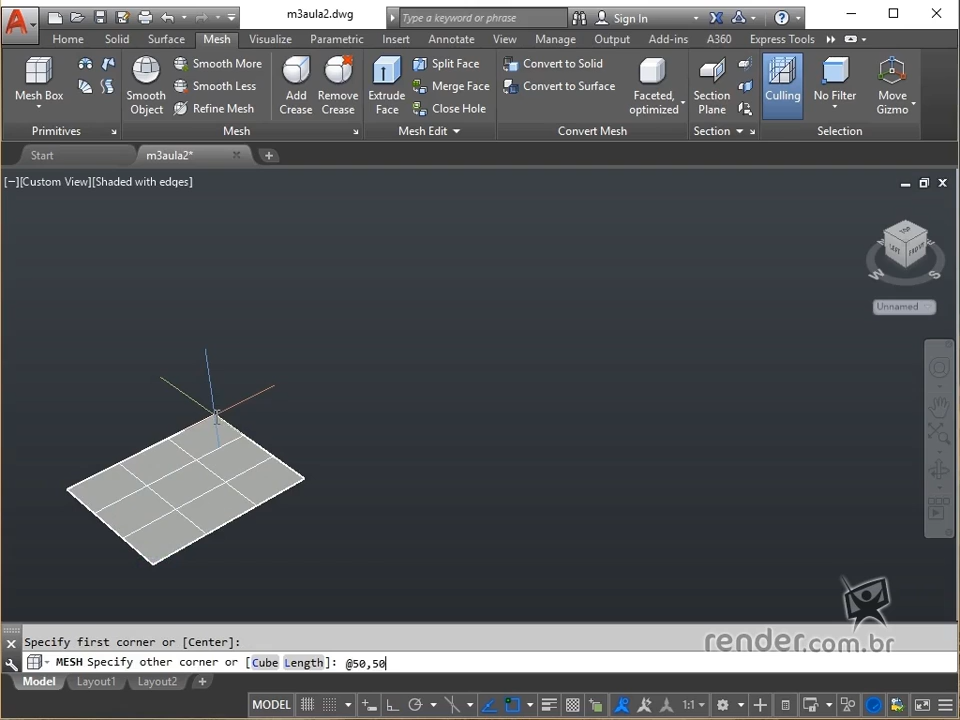 m3aula2.dwg
Type a keyword or phrase
Sign In
Home Solid Surface Mesh Visualize Parametric Insert Annotate View Manage Output Add-ins A360 Express Tools
Mesh Box
Smooth Object
Smooth More
Smooth Less
Refine Mesh
Add Crease
Remove Crease
Extrude Face
Split Face
Merge Face
Close Hole
Convert to Solid
Convert to Surface
Faceted, optimized
Section Plane
Culling
No Filter
Move Gizmo
Primitives Mesh Mesh Edit Convert Mesh Section Selection
Start m3aula2*
[−][Custom View][Shaded with edges]
TOP
LEFT FRONT
W S
Unnamed
render.com.br
Specify first corner or [Center]:
MESH Specify other corner or [Cube Length]: @50,50
Model Layout1 Layout2
MODEL 1:1